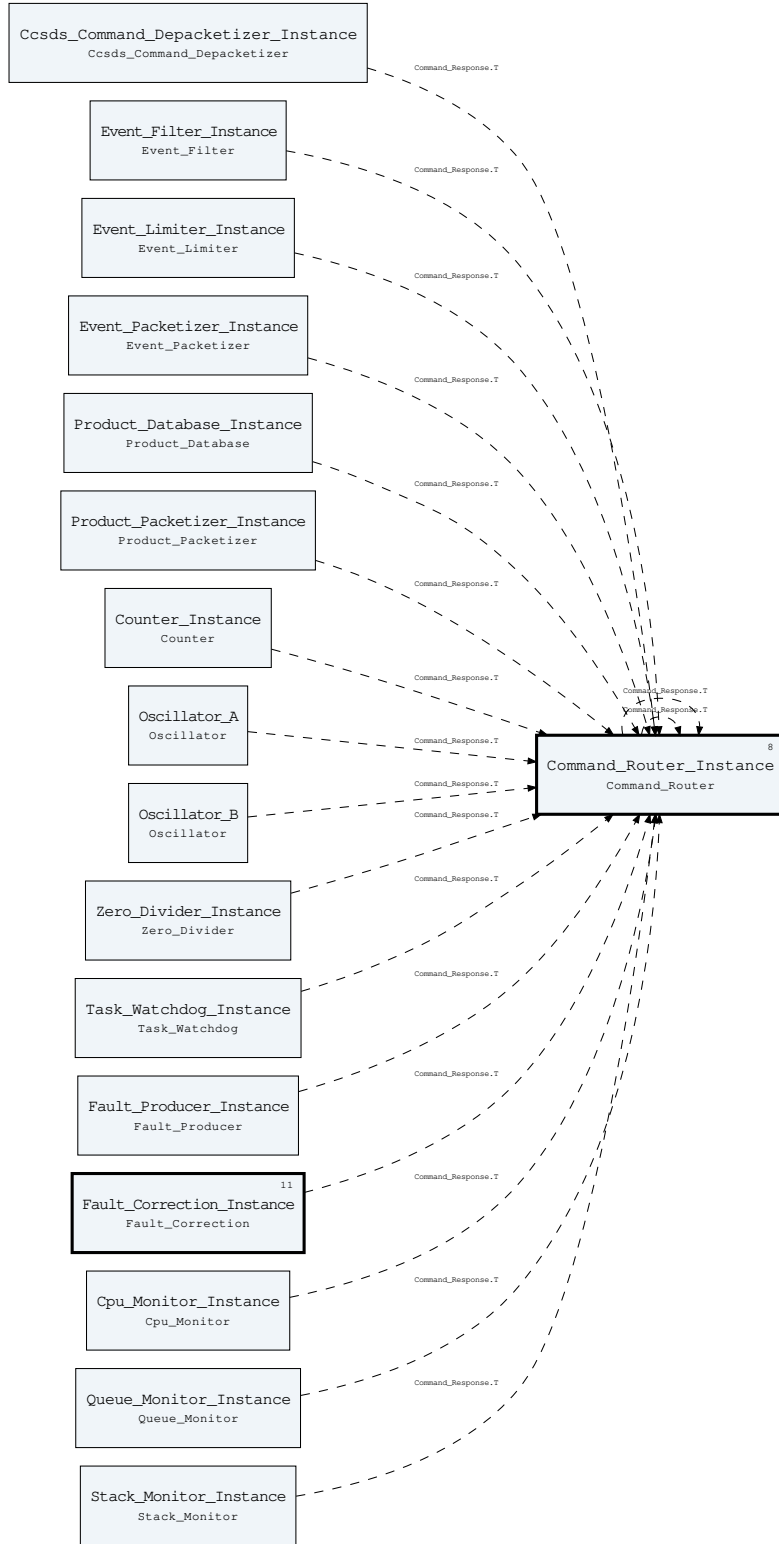 Ccsds_Command_Depacketizer_Instance
Ccsds_Command_Depacketizer
Command_Response.T
Event_Filter_Instance
Event_Filter
Command_Response.T
Event_Limiter_Instance
Event_Limiter
Command_Response.T
Event_Packetizer_Instance
Event_Packetizer
Command_Response.T
Product_Database_Instance
Product_Database
Command_Response.T
Product_Packetizer_Instance
Product_Packetizer
Command_Response.T
Counter_Instance
Counter
Command_Response.T
Command_Response.T
Command_Response.T
Oscillator_A
Oscillator
Command_Response.T
8
Command_Router_Instance
Command_Router
Oscillator_B
Oscillator
Command_Response.T
Command_Response.T
Zero_Divider_Instance
Zero_Divider
Command_Response.T
Task_Watchdog_Instance
Task_Watchdog
Command_Response.T
Fault_Producer_Instance
Fault_Producer
Command_Response.T
11
Fault_Correction_Instance
Fault_Correction
Command_Response.T
Cpu_Monitor_Instance
Cpu_Monitor
Command_Response.T
Queue_Monitor_Instance
Queue_Monitor
Command_Response.T
Stack_Monitor_Instance
Stack_Monitor